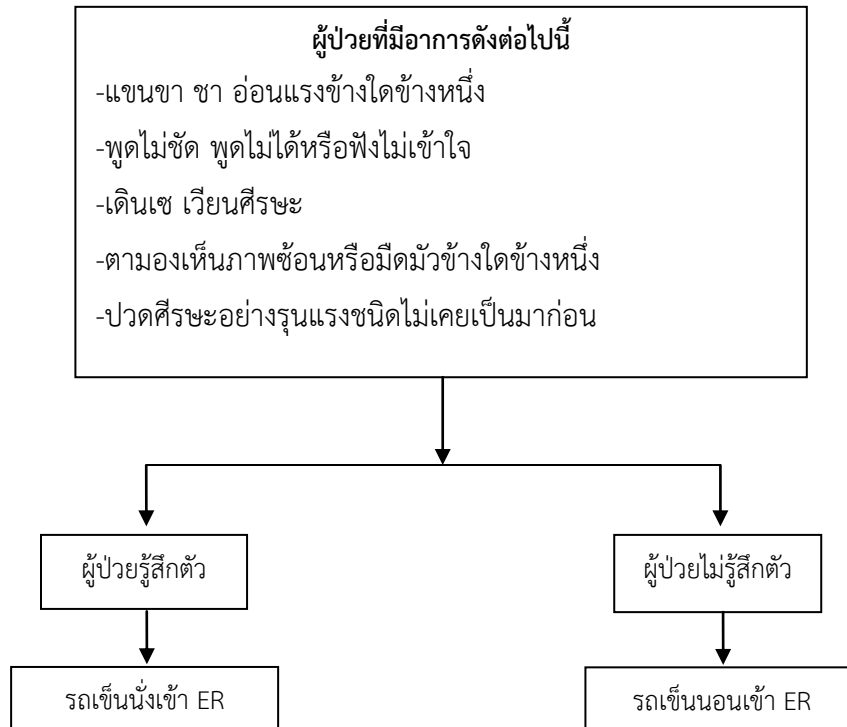 ผู้ป่วยที่มีอาการดังต่อไปนี้
-แขนขา ชา อ่อนแรงข้างใดข้างหนึ่ง
-พูดไม่ชัด พูดไม่ได้หรือฟังไม่เข้าใจ
-เดินเซ เวียนศีรษะ
-ตามองเห็นภาพซ้อนหรือมืดมัวข้างใดข้างหนึ่ง
-ปวดศีรษะอย่างรุนแรงชนิดไม่เคยเป็นมาก่อน
ผู้ป่วยรู้สึกตัว
ผู้ป่วยไม่รู้สึกตัว
รถเข็นนั่งเข้า ER
รถเข็นนอนเข้า ER